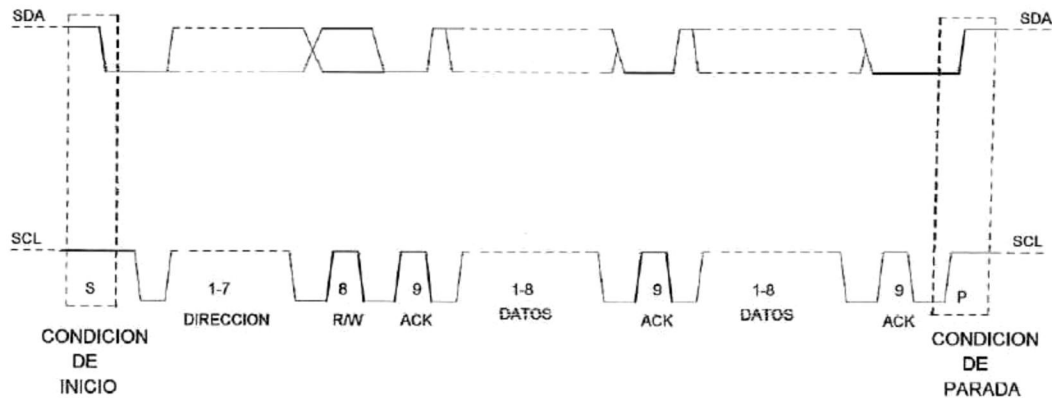 SDA
SDA
SCL
SCL
S
1-7
8
9
1-8
9
1-8
9
P
DIRECCION
R/W
ACK
DATOS
ACK
DATOS
ACK
CONDICION
DE
INICIO
CONDICION
DE
PARADA